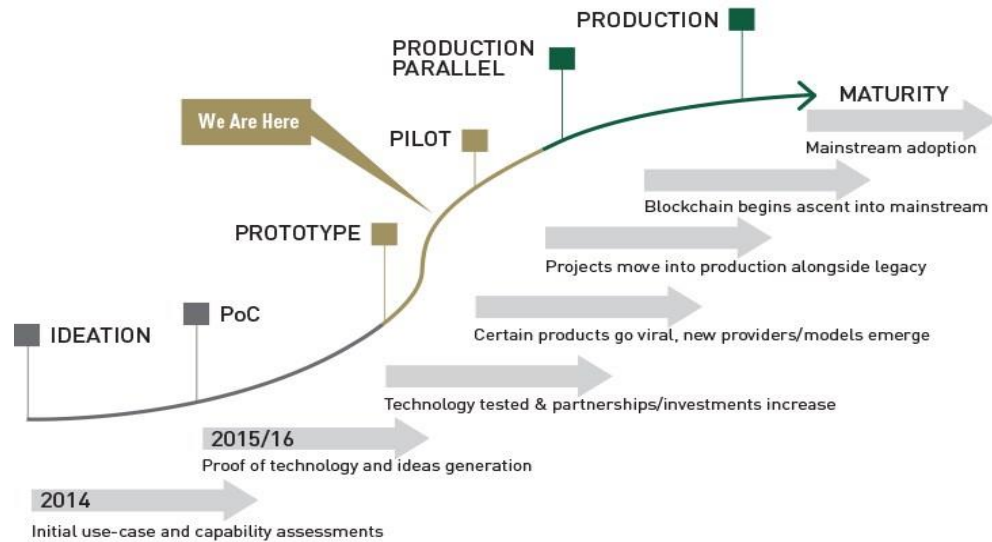 PRODUCTION
PRODUCTION
PARALLEL
MATURITY
Mainstream adoption
We Are Here
PILOT
Blockchain begins ascent into mainstream
PROTOTYPE
Projects move into production alongside legacy
PoC
IDEATION
Certain products go viral, new providers/models emerge
Technology tested & partnerships/investments increase
2015/16
Proof of technology and ideas generation
2014
Initial use-case and capability assessments